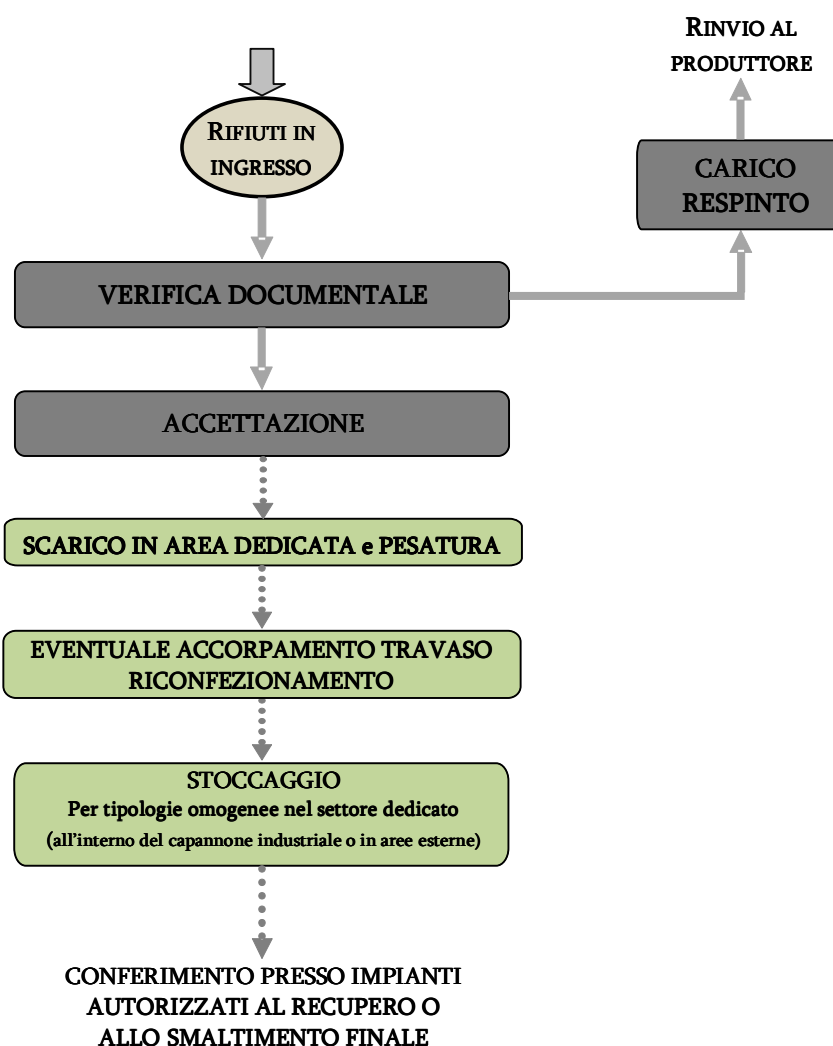 RINVIO AL
PRODUTTORE
RIFIUTI IN
INGRESSO
CARICO
RESPINTO
VERIFICA DOCUMENTALE
ACCETTAZIONE
SCARICO IN AREA DEDICATA e PESATURA
EVENTUALE ACCORPAMENTO TRAVASO
RICONFEZIONAMENTO
STOCCAGGIO
Per tipologie omogenee nel settore dedicato
(all'interno del capannone industriale o in aree esterne)
CONFERIMENTO PRESSO IMPIANTI
AUTORIZZATI AL RECUPERO O
ALLO SMALTIMENTO FINALE